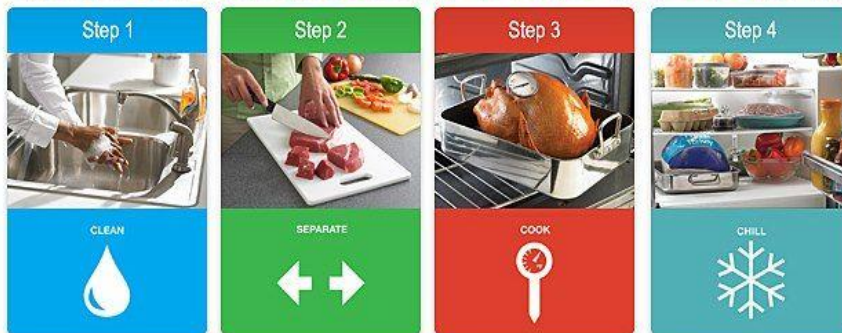 Step 1
Step 2
Step 3
Step 4
CLEAN
SEPARATE
COOK
CHILL